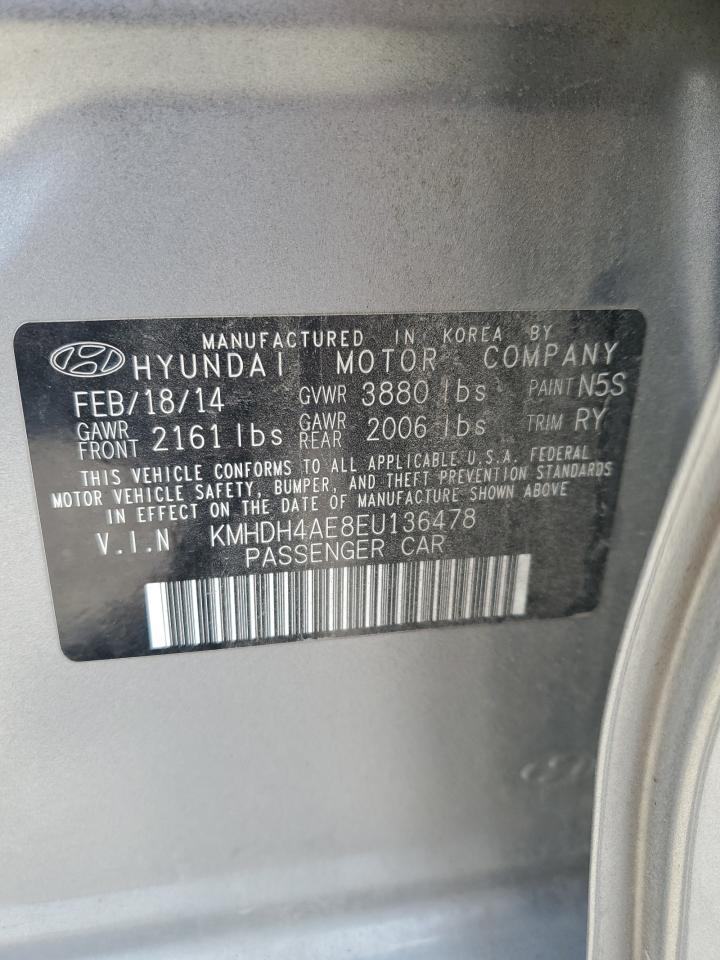 MANUFACTURED IN KOREA BY
HYUNDAI MOTOR COMPANY
FEB/18/14 GVWR 3880 lbs PAINT N5S
GAWR FRONT 2161 lbs GAWR REAR 2006 lbs TRIM RY
THIS VEHICLE CONFORMS TO ALL APPLICABLE U.S.A. FEDERAL
MOTOR VEHICLE SAFETY, BUMPER, AND THEFT PREVENTION STANDARDS
IN EFFECT ON THE DATE OF MANUFACTURE SHOWN ABOVE
V.I.N KMHDH4AE8EU136478
PASSENGER CAR